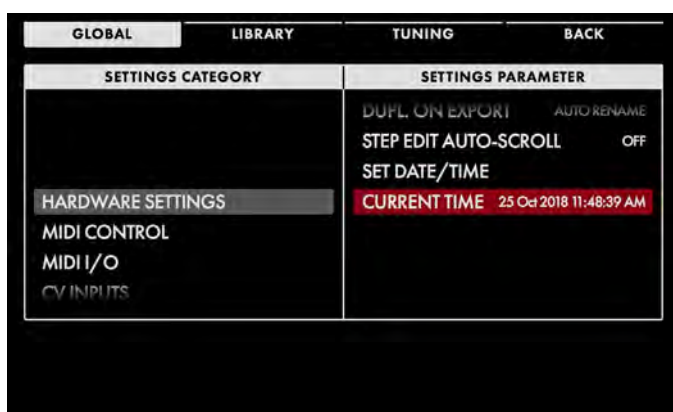 GLOBAL LIBRARY TUNING BACK
SETTINGS CATEGORY SETTINGS PARAMETER
DUPL. ON EXPORT AUTO RENAME
STEP EDIT AUTO-SCROLL OFF
SET DATE/TIME
HARDWARE SETTINGS CURRENT TIME 25 Oct 2018 11:48:39 AM
MIDI CONTROL
MIDI I/O
CV INPUTS